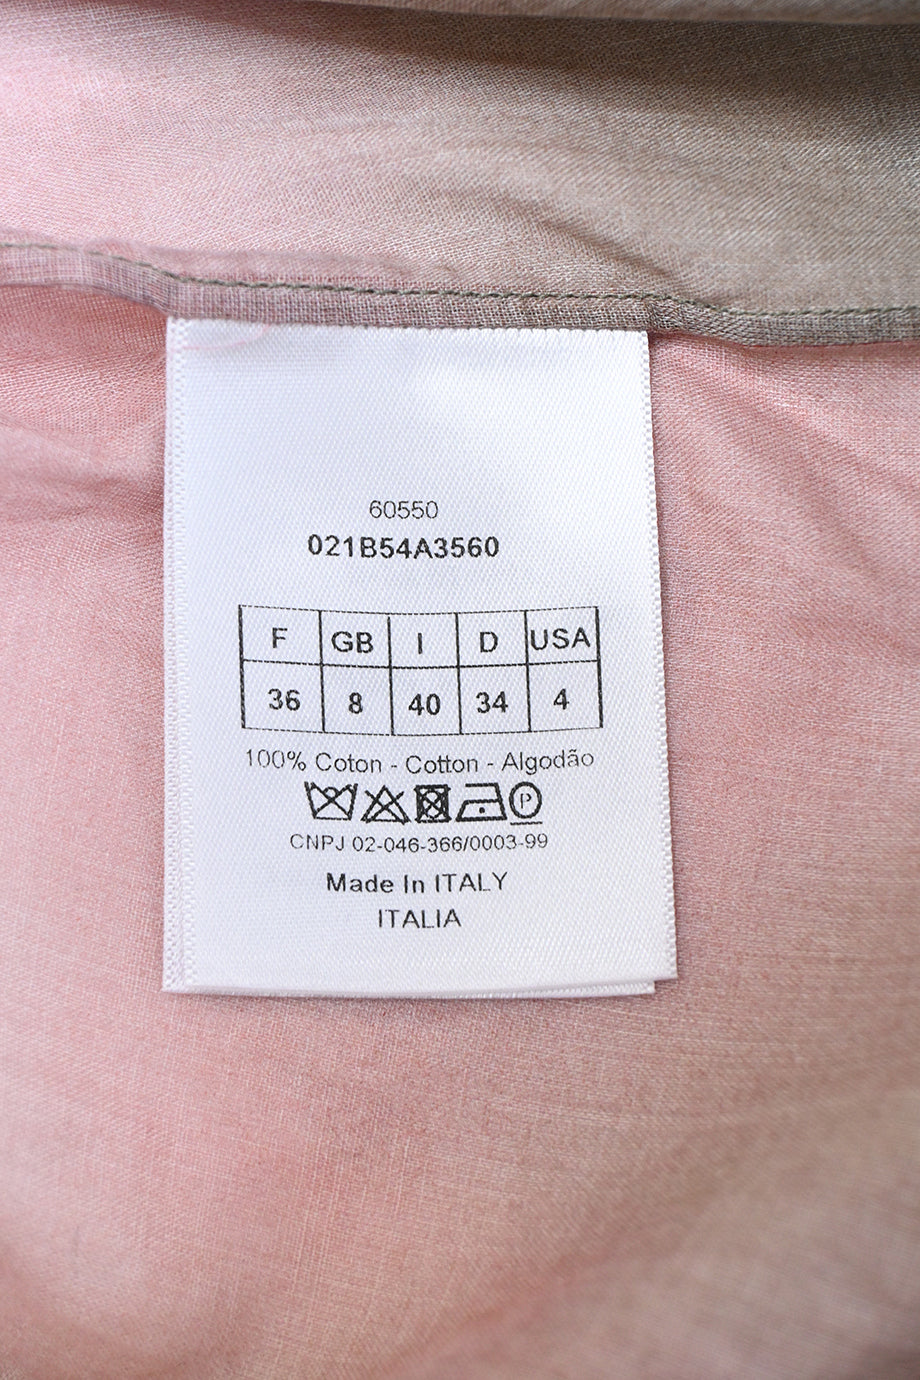 60550
021B54A3560
F GB I D USA
36 8 40 34 4
100% Coton - Cotton - Algodão
P
CNPJ 02-046-366/0003-99
Made In ITALY
ITALIA